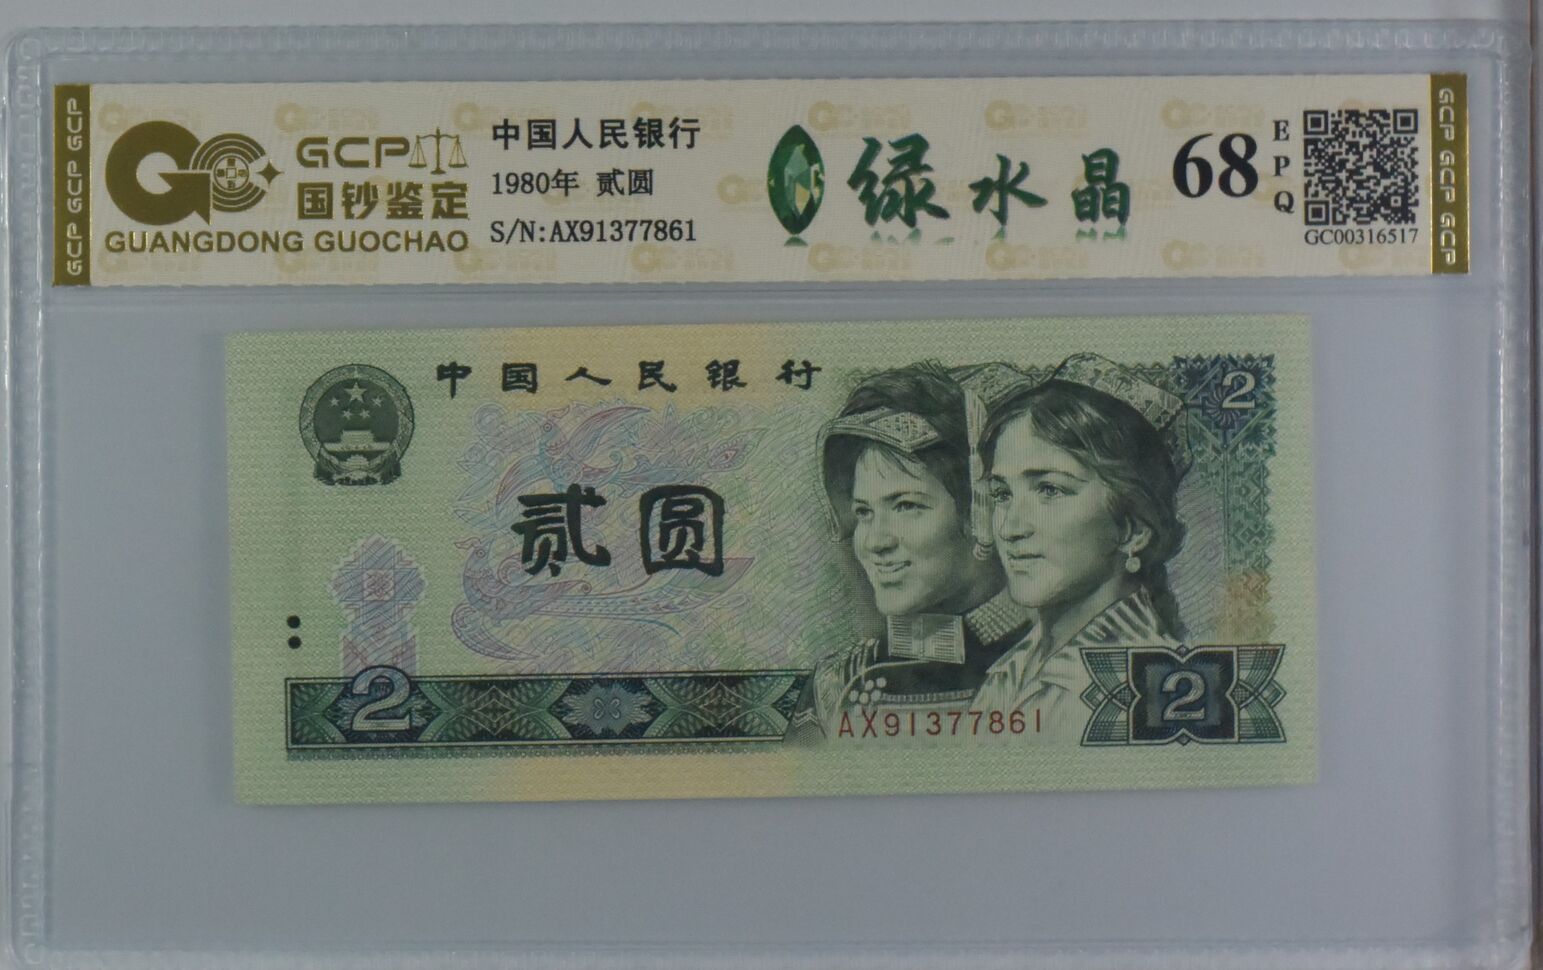 GCP GCP GCP
GCP
国钞鉴定
GUANGDONG GUOCHAO
中国人民银行
1980年 贰圆
S/N:AX91377861
绿水晶
68
EPQ
GC00316517
GCP GCP GCP
中国人民银行
2
贰圆
2
AX91377861
2